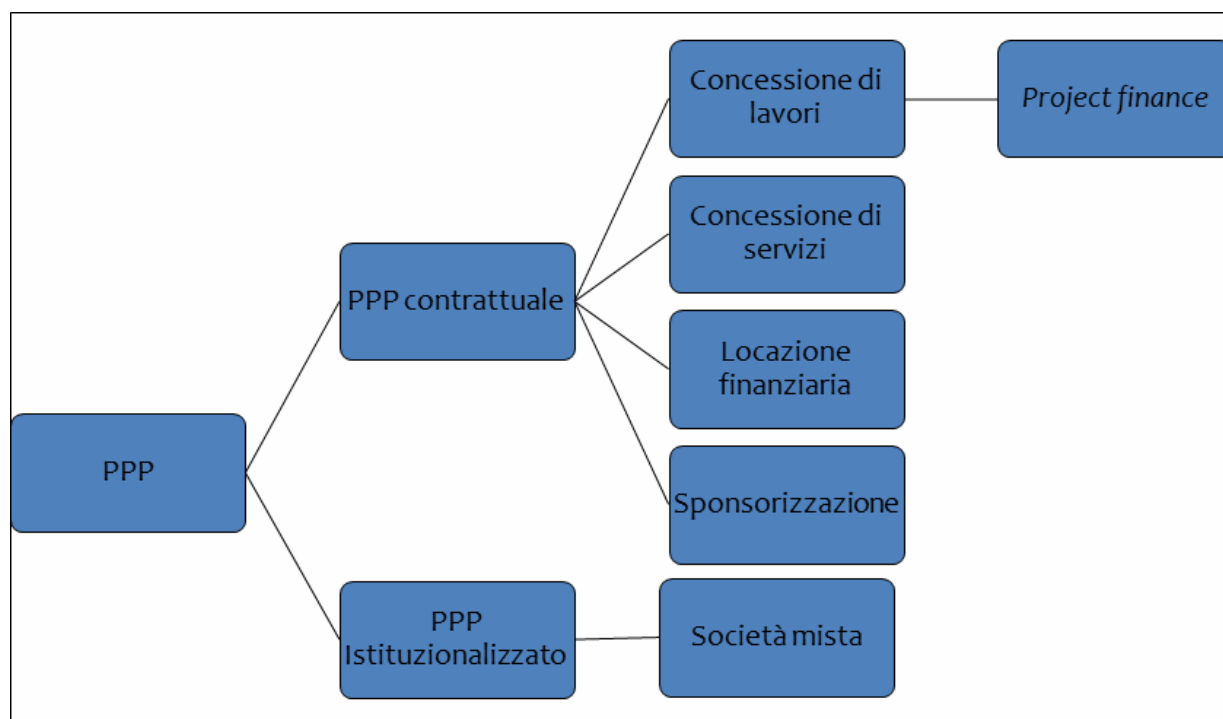 Concessione di
lavori
Project finance
Concessione di
servizi
PPP contrattuale
Locazione
finanziaria
PPP
Sponsorizzazione
PPP
Istituzionalizzato
Società mista